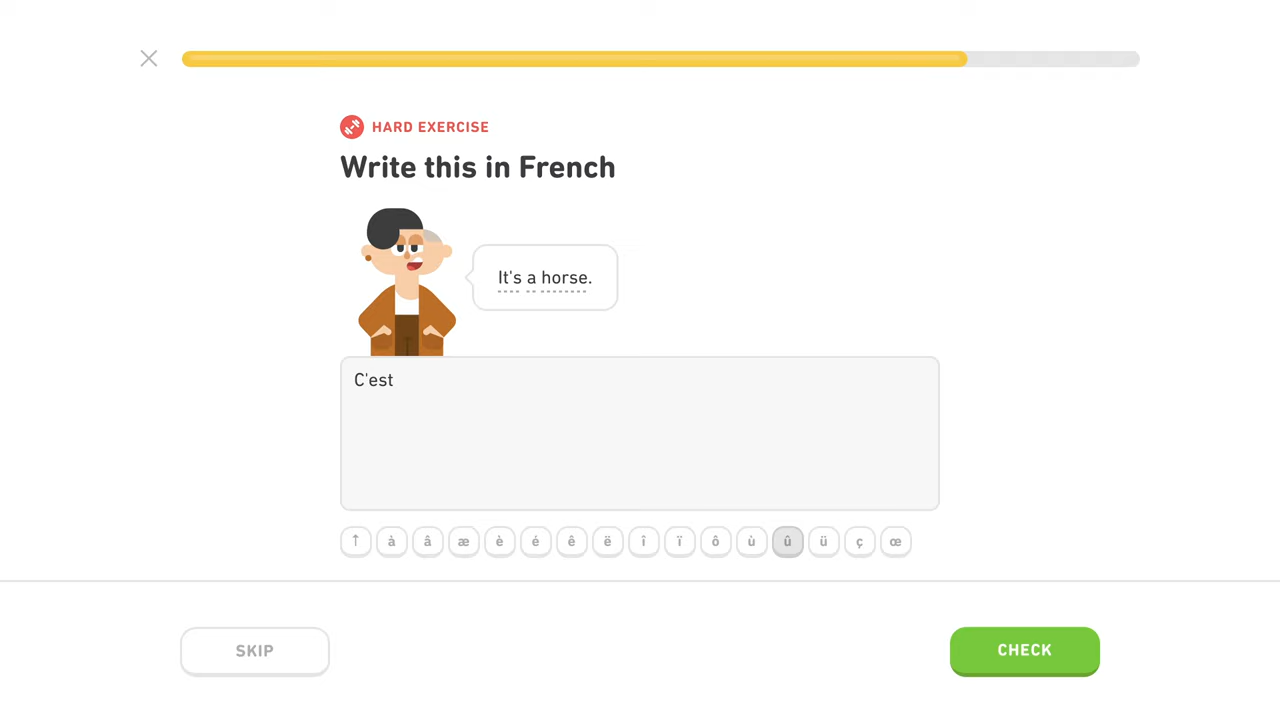 HARD EXERCISE
Write this in French
It's a horse.
C'est
↑ à â æ è é ê ë î ï ô ù û ü ç œ
SKIP
CHECK